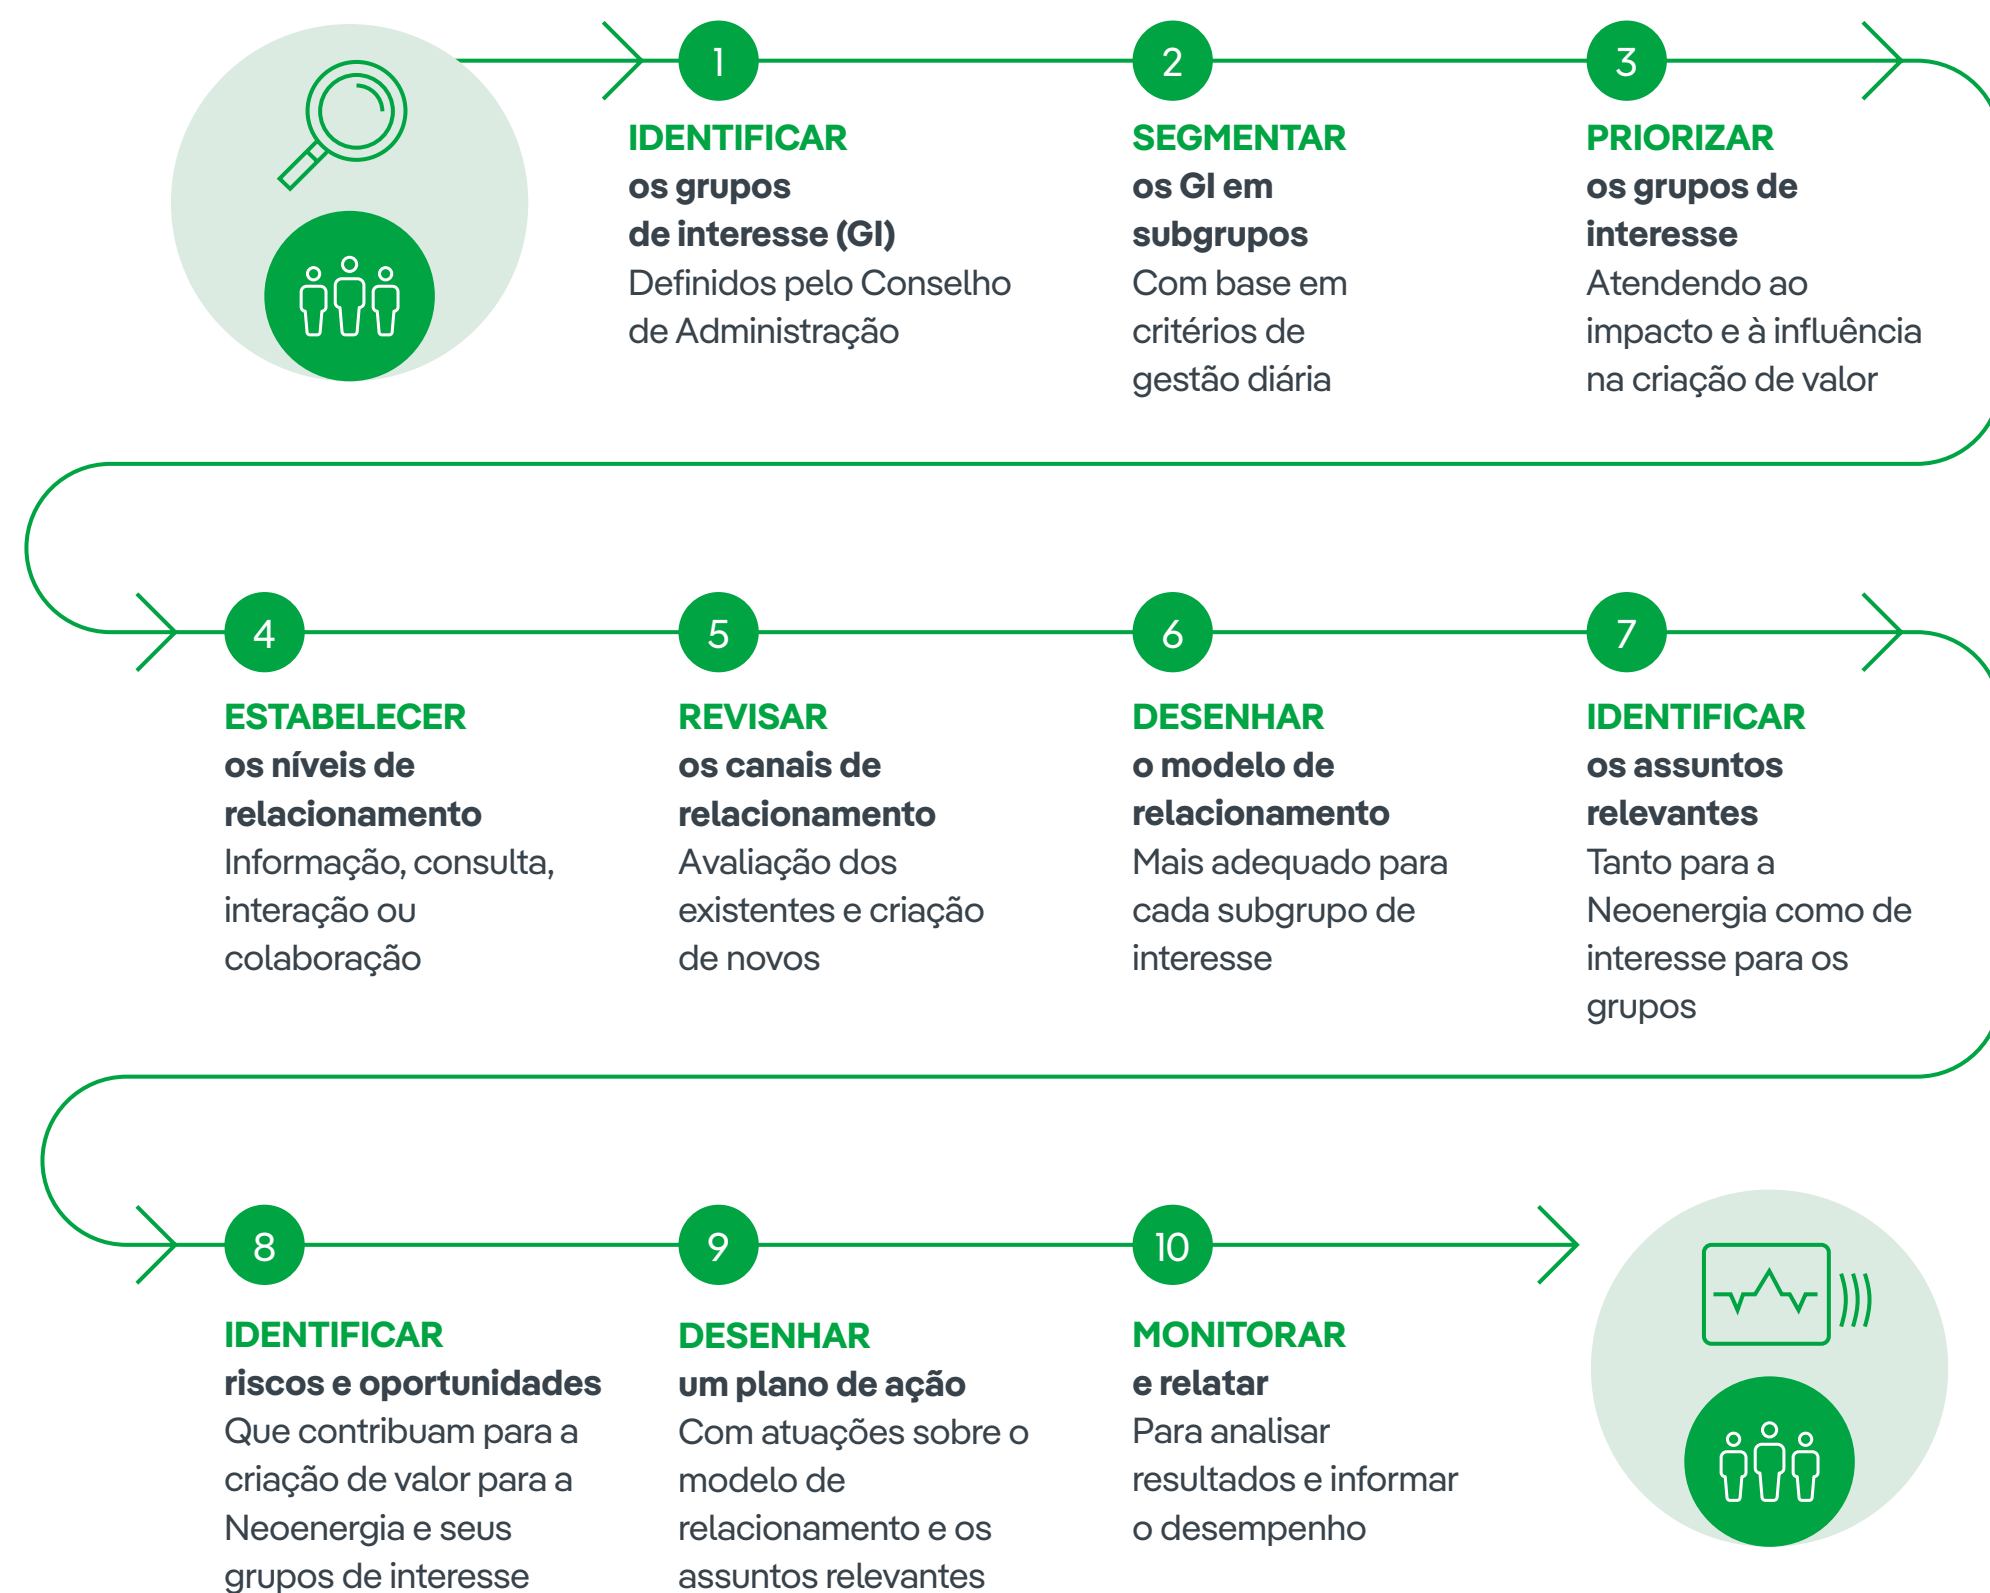 1
IDENTIFICAR
os grupos
de interesse (GI)
Definidos pelo Conselho
de Administração
2
SEGMENTAR
os GI em
subgrupos
Com base em
critérios de
gestão diária
3
PRIORIZAR
os grupos de
interesse
Atendendo ao
impacto e à influência
na criação de valor
4
ESTABELECER
os níveis de
relacionamento
Informação, consulta,
interação ou
colaboração
5
REVISAR
os canais de
relacionamento
Avaliação dos
existentes e criação
de novos
6
DESENHAR
o modelo de
relacionamento
Mais adequado para
cada subgrupo de
interesse
7
IDENTIFICAR
os assuntos
relevantes
Tanto para a
Neoenergia como de
interesse para os
grupos
8
IDENTIFICAR
riscos e oportunidades
Que contribuam para a
criação de valor para a
Neoenergia e seus
grupos de interesse
9
DESENHAR
um plano de ação
Com atuações sobre o
modelo de
relacionamento e os
assuntos relevantes
10
MONITORAR
e relatar
Para analisar
resultados e informar
o desempenho